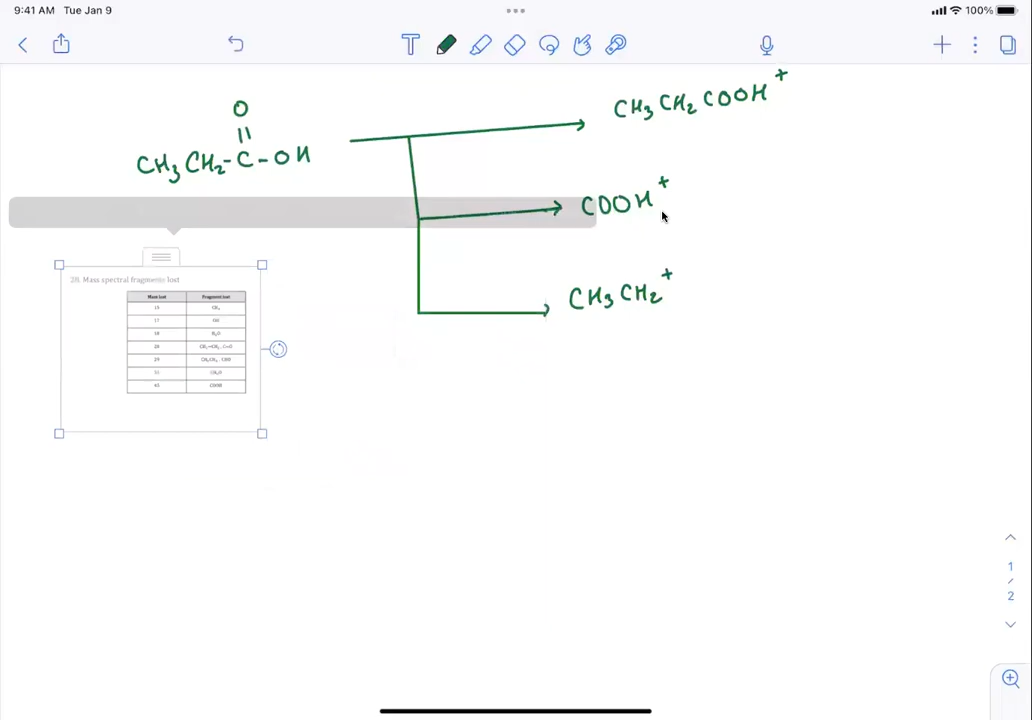 9:41 AM Tue Jan 9
100%
T
O
||
CH₃CH₂-C-OH
CH₃CH₂COOH⁺
COOH⁺
CH₃CH₂⁺
28. Mass spectral fragments lost
Mass lost Fragment lost
15 CH₃
17 OH
18 H₂O
28 CH₂=CH₂, C=O
29 CH₃CH₂, CHO
31 CH₃O
45 COOH
1
/
2